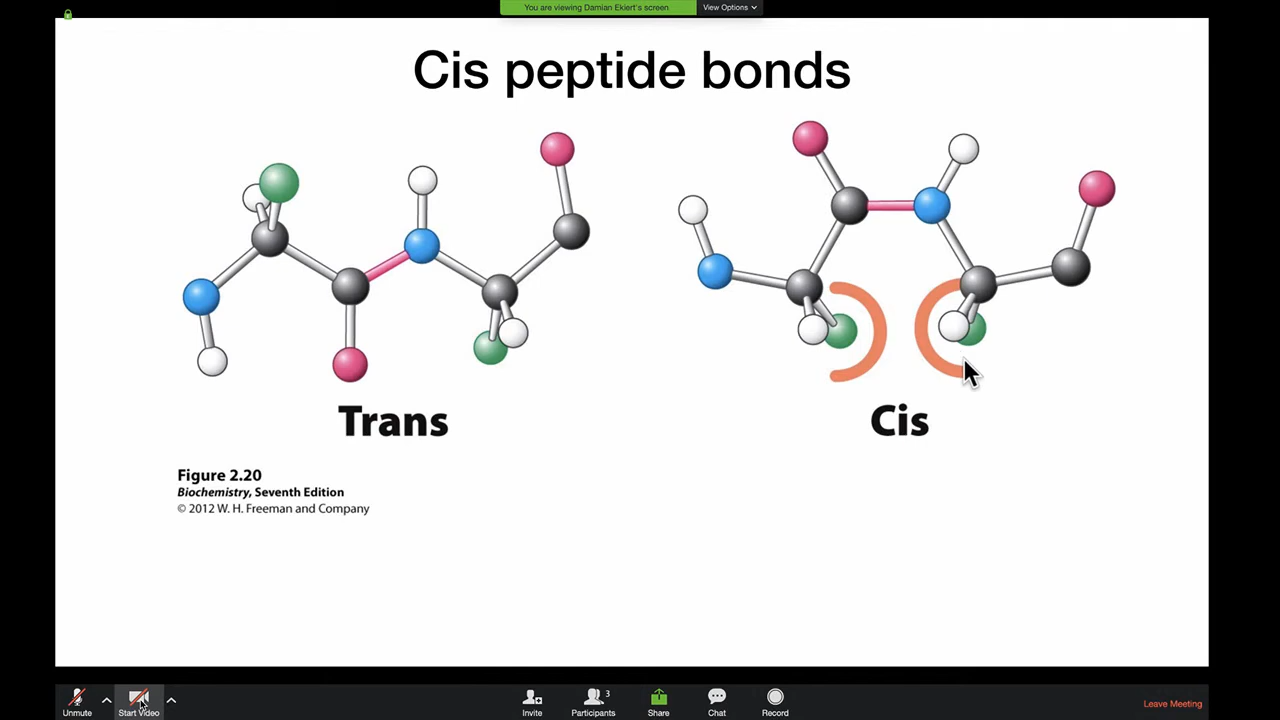 You are viewing Damian Ekiert's screen
View Options
Cis peptide bonds
Trans
Cis
Figure 2.20
Biochemistry, Seventh Edition
© 2012 W. H. Freeman and Company
Unmute
Start Video
Invite
Participants
3
Share
Chat
Record
Leave Meeting